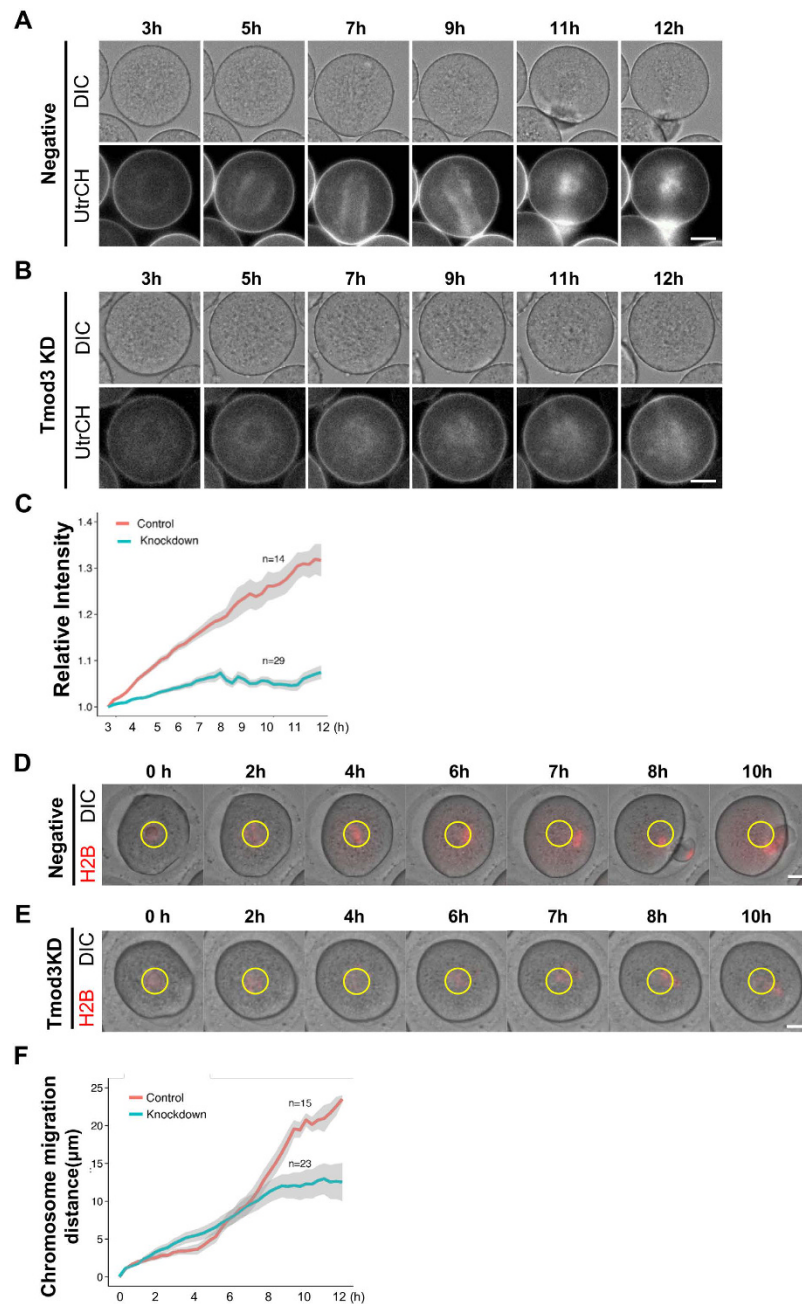 A
3h 5h 7h 9h 11h 12h
Negative
DIC
UtrCH
B
3h 5h 7h 9h 11h 12h
Tmod3 KD
DIC
UtrCH
C
Relative Intensity
1.4
1.3
1.2
1.1
1.0
Control
Knockdown
n=14
n=29
3 4 5 6 7 8 9 10 11 12 (h)
D
0 h 2h 4h 6h 7h 8h 10h
Negative
H2B DIC
E
0 h 2h 4h 6h 7h 8h 10h
Tmod3KD
H2B DIC
F
Chromosome migration
distance(μm)
25
20
15
10
5
0
Control
Knockdown
n=15
n=23
0 2 4 6 8 10 12 (h)